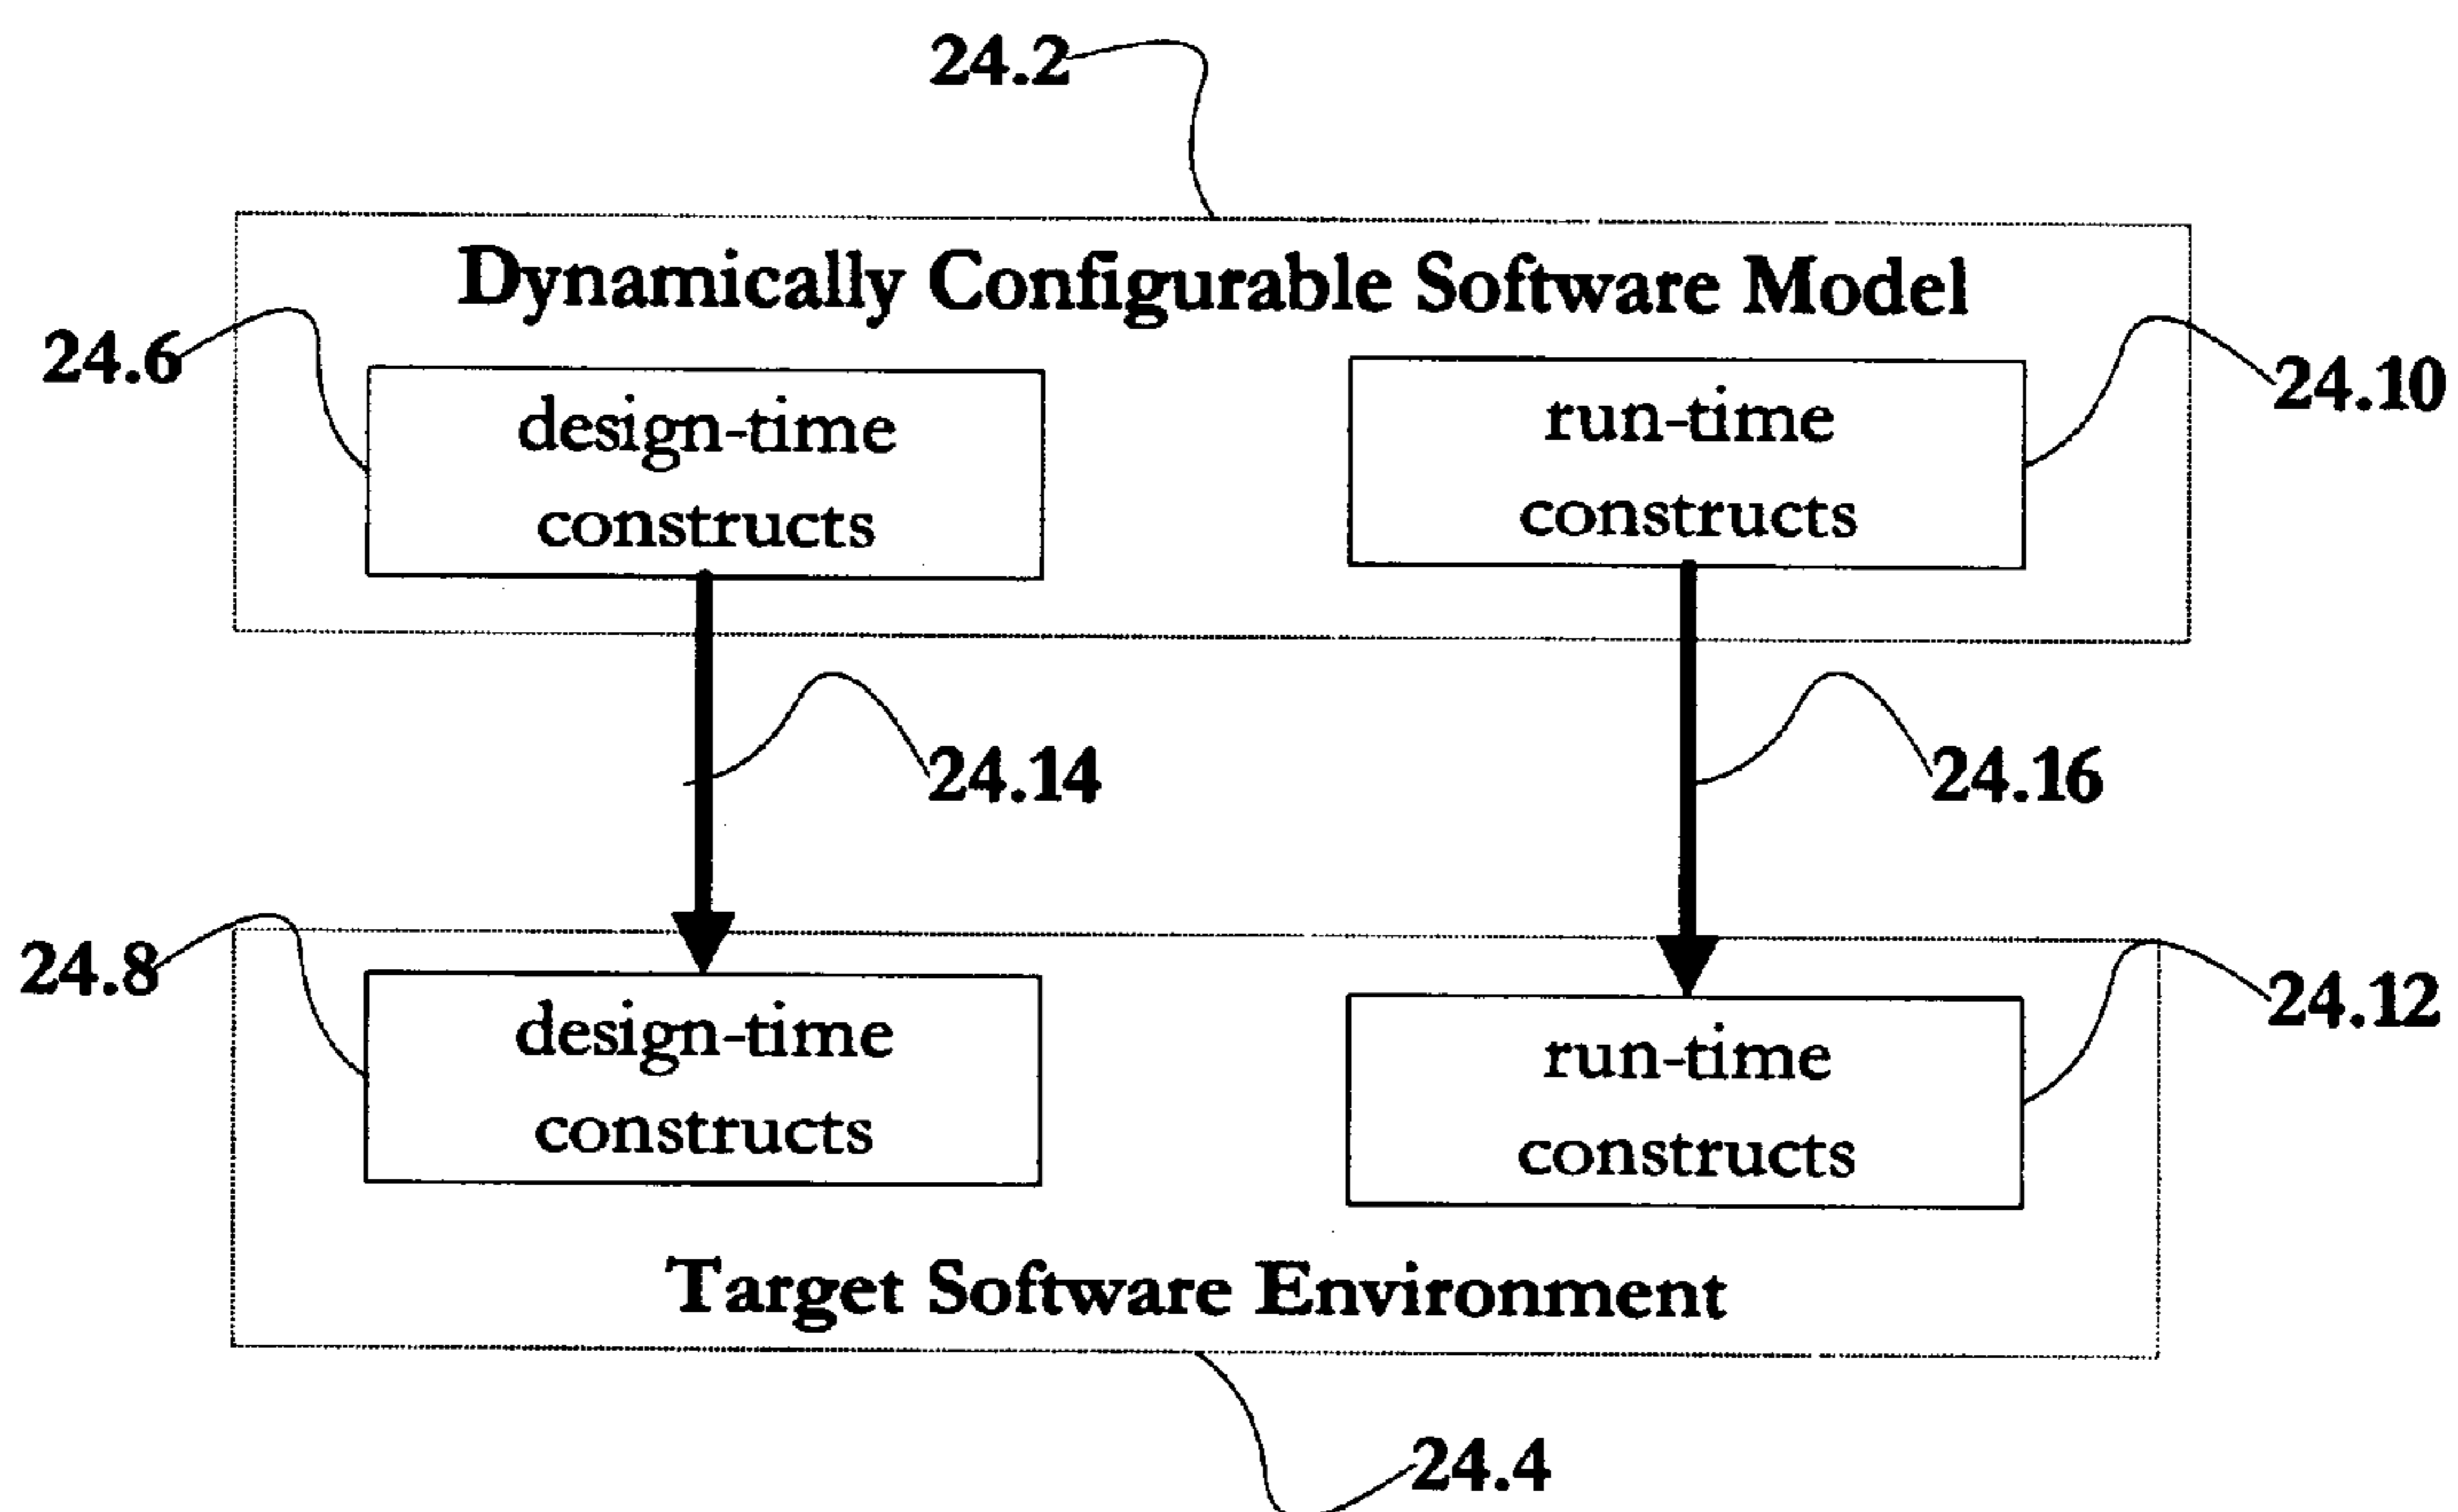 24.2
Dynamically Configurable Software Model
24.6
24.10
design-time
constructs
run-time
constructs
24.14
24.16
24.8
24.12
design-time
constructs
run-time
constructs
Target Software Environment
24.4